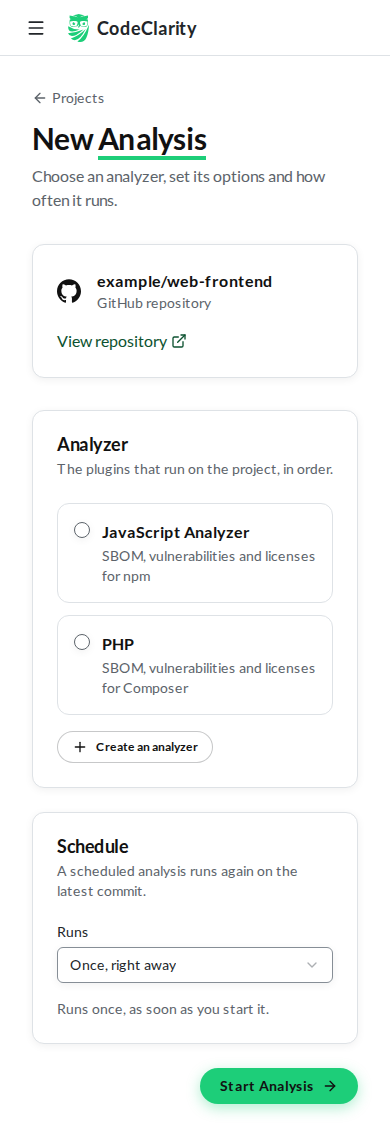 CodeClarity
Projects
New Analysis
Choose an analyzer, set its options and how
often it runs.
example/web-frontend
GitHub repository
View repository
Analyzer
The plugins that run on the project, in order.
JavaScript Analyzer
SBOM, vulnerabilities and licenses
for npm
PHP
SBOM, vulnerabilities and licenses
for Composer
Create an analyzer
Schedule
A scheduled analysis runs again on the
latest commit.
Runs
Once, right away
Runs once, as soon as you start it.
Start Analysis